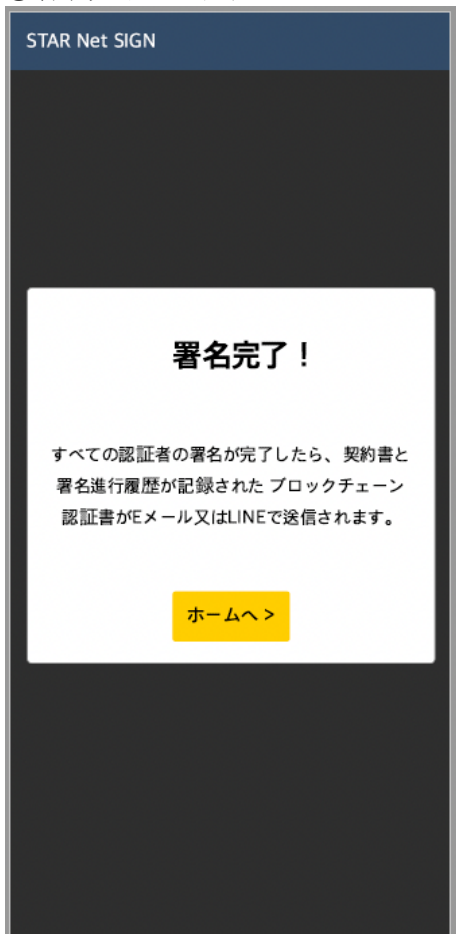 STAR Net SIGN
署名完了！
すべての認証者の署名が完了したら、契約書と
署名進行履歴が記録された ブロックチェーン
認証書がEメール又はLINEで送信されます。
ホームへ >